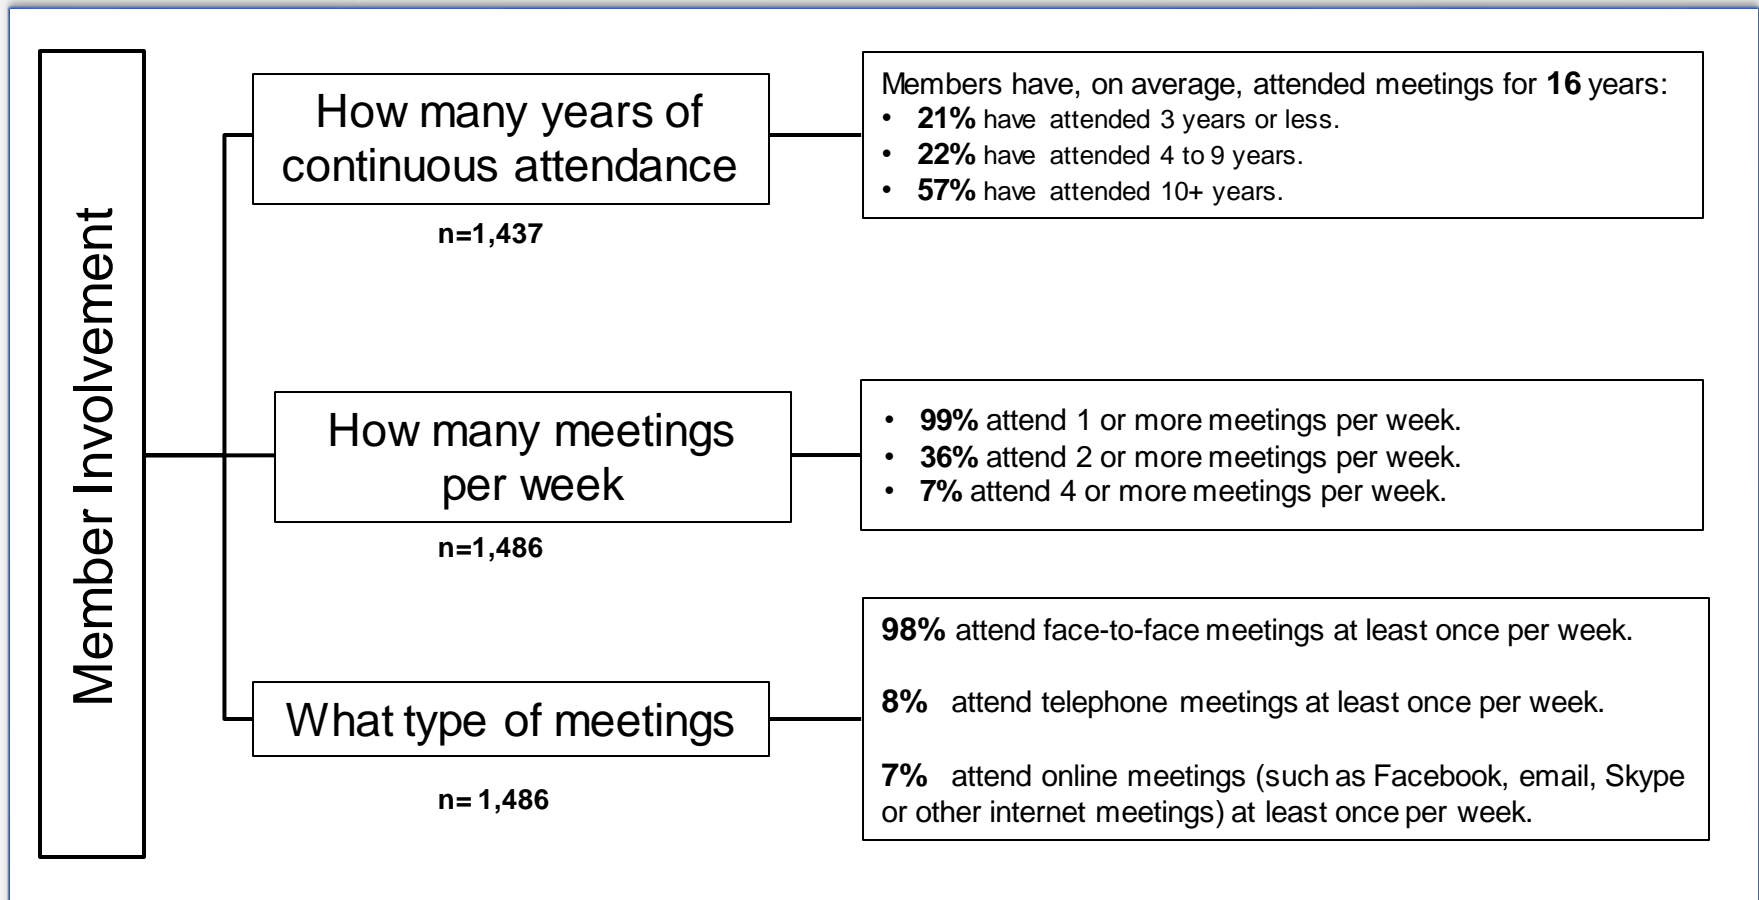 Member Involvement
How many years of
continuous attendance
n=1,437
Members have, on average, attended meetings for 16 years:
• 21% have attended 3 years or less.
• 22% have attended 4 to 9 years.
• 57% have attended 10+ years.
How many meetings
per week
n=1,486
• 99% attend 1 or more meetings per week.
• 36% attend 2 or more meetings per week.
• 7% attend 4 or more meetings per week.
What type of meetings
n= 1,486
98% attend face-to-face meetings at least once per week.
8% attend telephone meetings at least once per week.
7% attend online meetings (such as Facebook, email, Skype
or other internet meetings) at least once per week.